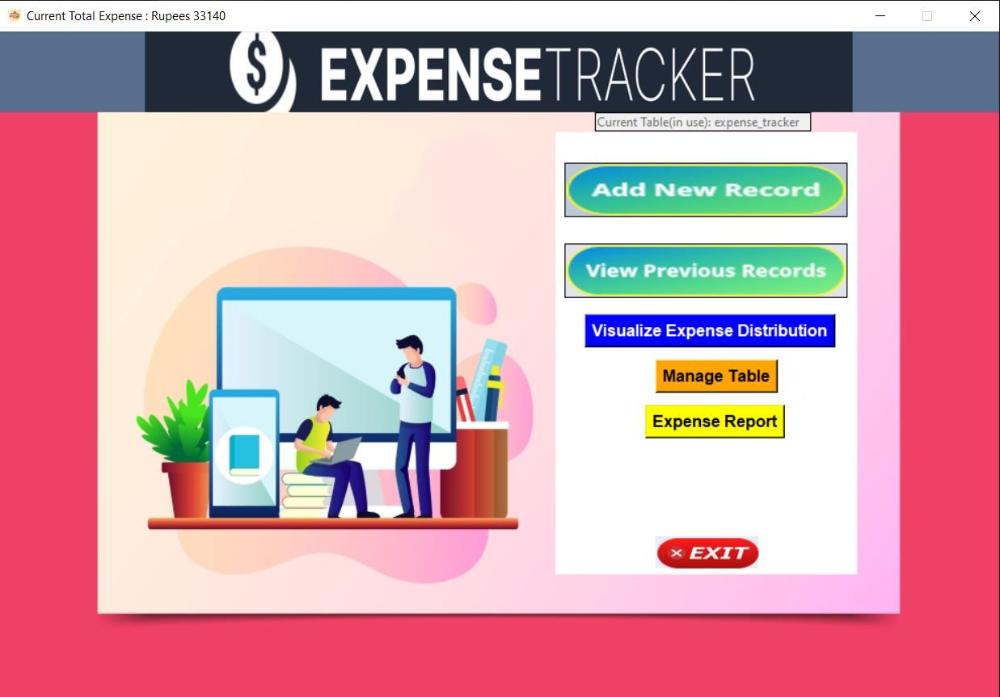 Current Total Expense : Rupees 33140
$ EXPENSETRACKER
Current Table(in use): expense_tracker
Add New Record
View Previous Records
Visualize Expense Distribution
Manage Table
Expense Report
EXIT